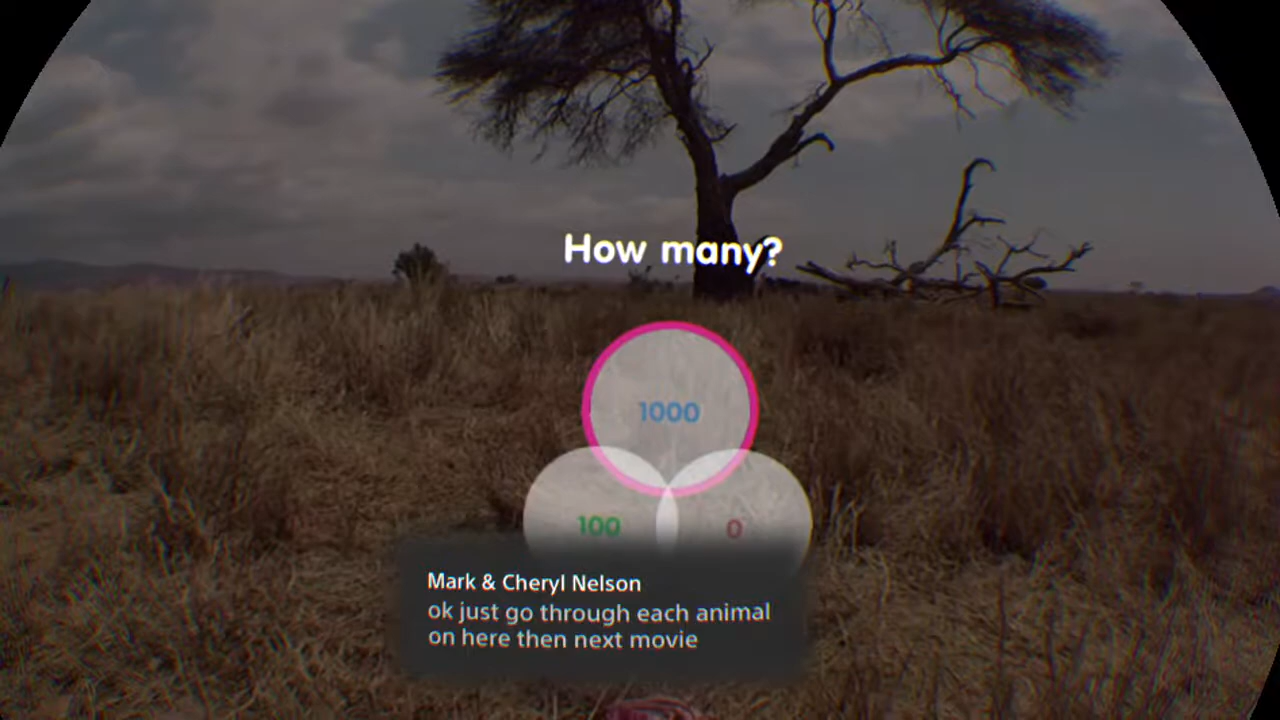 How many?
1000
100
0
Mark & Cheryl Nelson
ok just go through each animal
on here then next movie